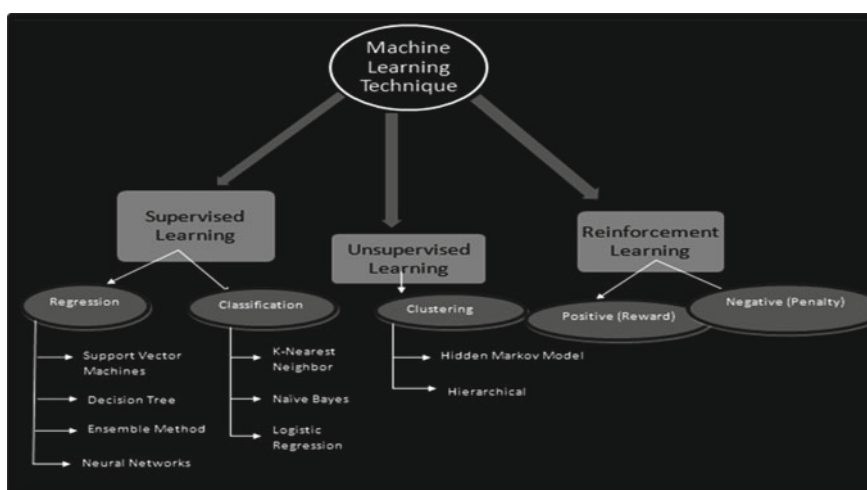 Machine
Learning
Technique
Supervised
Learning
Unsupervised
Learning
Reinforcement
Learning
Regression
Classification
Clustering
Positive (Reward)
Negative (Penalty)
Support Vector
Machines
Decision Tree
Ensemble Method
Neural Networks
K-Nearest
Neighbor
Naïve Bayes
Logistic
Regression
Hidden Markov Model
Hierarchical